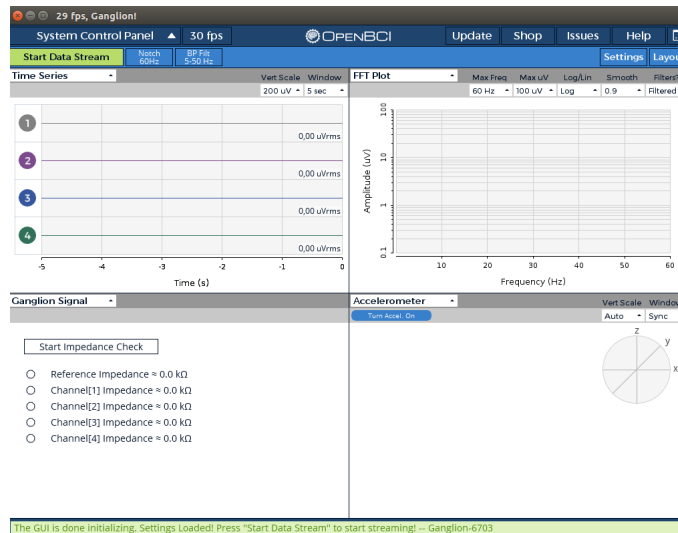 29 fps, Ganglion!
System Control Panel 30 fps OPENBCI Update Shop Issues Help
Start Data Stream Notch 60Hz BP Filt 5-50 Hz Settings
Time Series Vert Scale Window
200 uV 5 sec
1 0,00 uVrms
2 0,00 uVrms
3 0,00 uVrms
4 0,00 uVrms
-5 -4 -3 -2 -1 0
Time (s)
FFT Plot Max Freq Max uV Log/Lin Smooth Filters?
60 Hz 100 uV Log 0.9 Filtered
100
10
1
0.1
Amplitude (uV)
10 20 30 40 50 60
Frequency (Hz)
Ganglion Signal
Start Impedance Check
Reference Impedance ≈ 0.0 kΩ
Channel[1] Impedance ≈ 0.0 kΩ
Channel[2] Impedance ≈ 0.0 kΩ
Channel[3] Impedance ≈ 0.0 kΩ
Channel[4] Impedance ≈ 0.0 kΩ
Accelerometer Vert Scale
Turn Accel. On Auto Sync
z
y
x
The GUI is done initializing. Settings Loaded! Press "Start Data Stream" to start streaming! -- Ganglion-6703